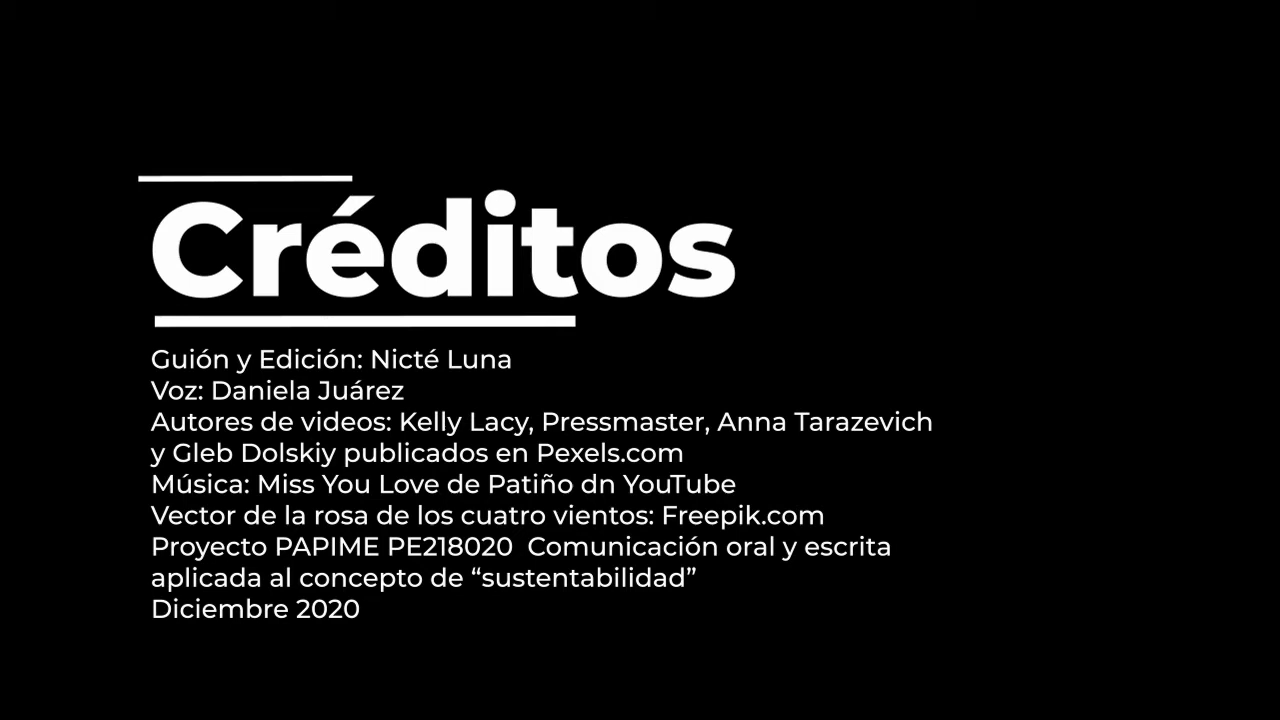 Créditos
Guión y Edición: Nicté Luna
Voz: Daniela Juárez
Autores de videos: Kelly Lacy, Pressmaster, Anna Tarazevich
y Gleb Dolskiy publicados en Pexels.com
Música: Miss You Love de Patiño dn YouTube
Vector de la rosa de los cuatro vientos: Freepik.com
Proyecto PAPIME PE218020  Comunicación oral y escrita
aplicada al concepto de “sustentabilidad”
Diciembre 2020